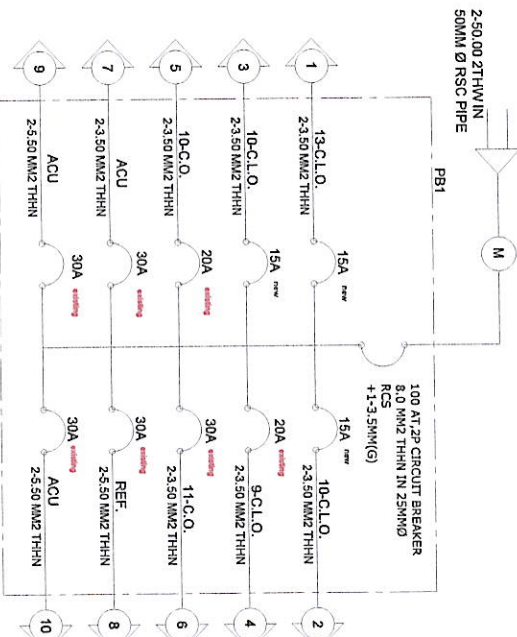 2-50.00 2THWIN
50MM Ø RSC PIPE
M
PB1
100 AT,2P CIRCUIT BREAKER
8.0 MM2 THHN IN 25MMØ
RCS
+1-3.5MM(G)
1
13-C.L.O.
2-3.50 MM2 THHN
15A new
15A new
10-C.L.O.
2-3.50 MM2 THHN
2
3
10-C.L.O.
2-3.50 MM2 THHN
15A new
20A existing
9-C.L.O.
2-3.50 MM2 THHN
4
5
10-C.O.
2-3.50 MM2 THHN
20A existing
30A existing
11-C.O.
2-3.50 MM2 THHN
6
7
ACU
2-3.50 MM2 THHN
30A existing
30A existing
REF.
2-5.50 MM2 THHN
8
9
ACU
2-5.50 MM2 THHN
30A existing
30A existing
ACU
2-5.50 MM2 THHN
10